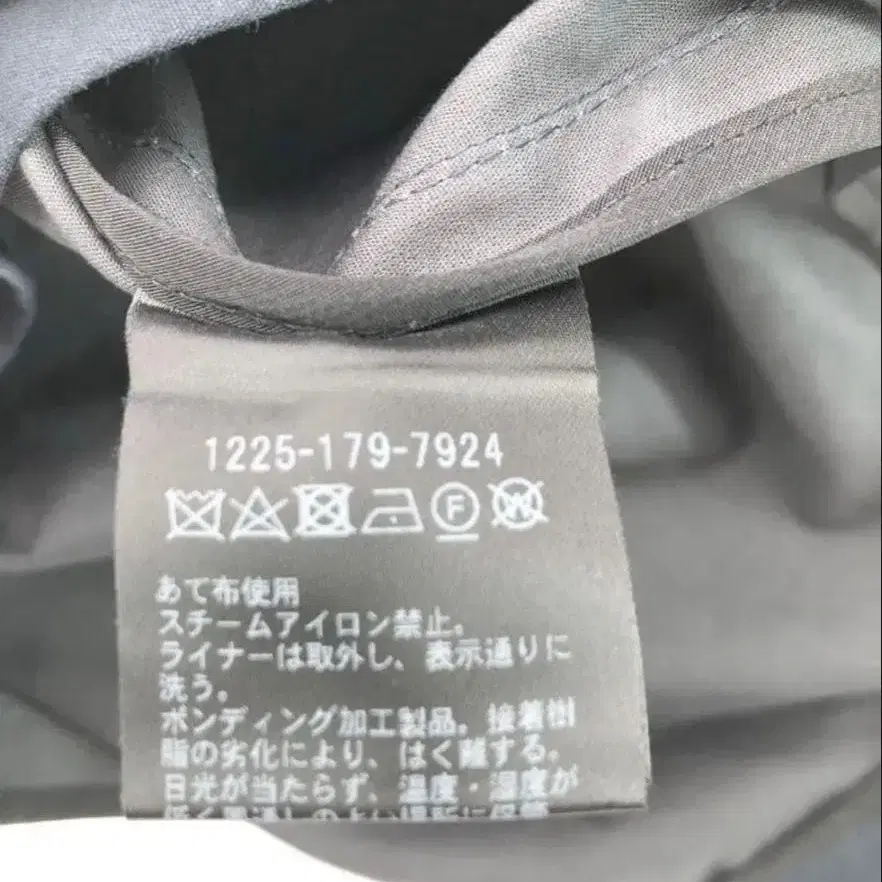 1225-179-7924
F W
あて布使用
スチームアイロン禁止。
ライナーは取外し、表示通りに
洗う。
ボンディング加工製品。接着樹
脂の劣化により、はく離する。
日光が当たらず、温度・湿度が
低く